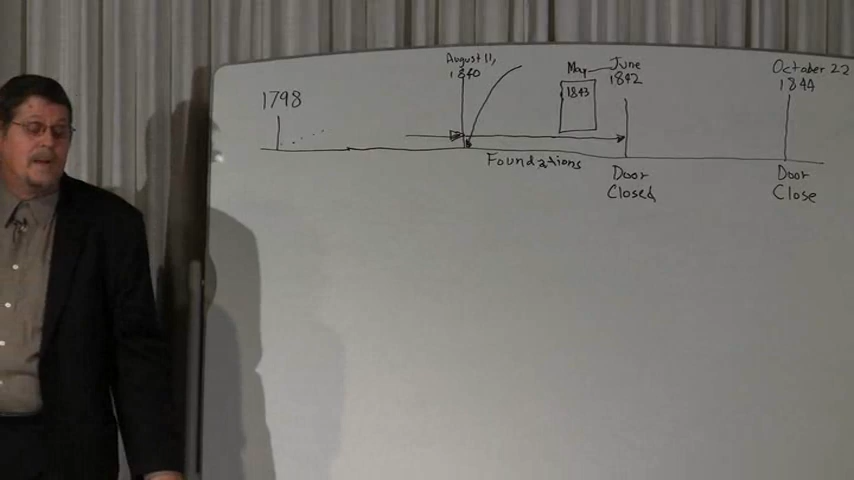 1798
August 11,
1840
May
1843
June
1842
October 22
1844
Foundations
Door
Closed
Door
Close